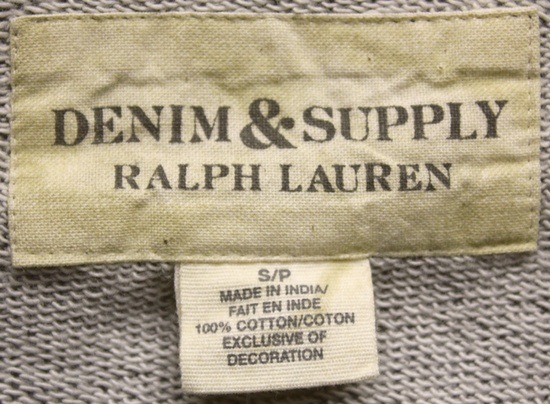 DENIM & SUPPLY
RALPH LAUREN
S/P
MADE IN INDIA/
FAIT EN INDE
100% COTTON/COTON
EXCLUSIVE OF
DECORATION